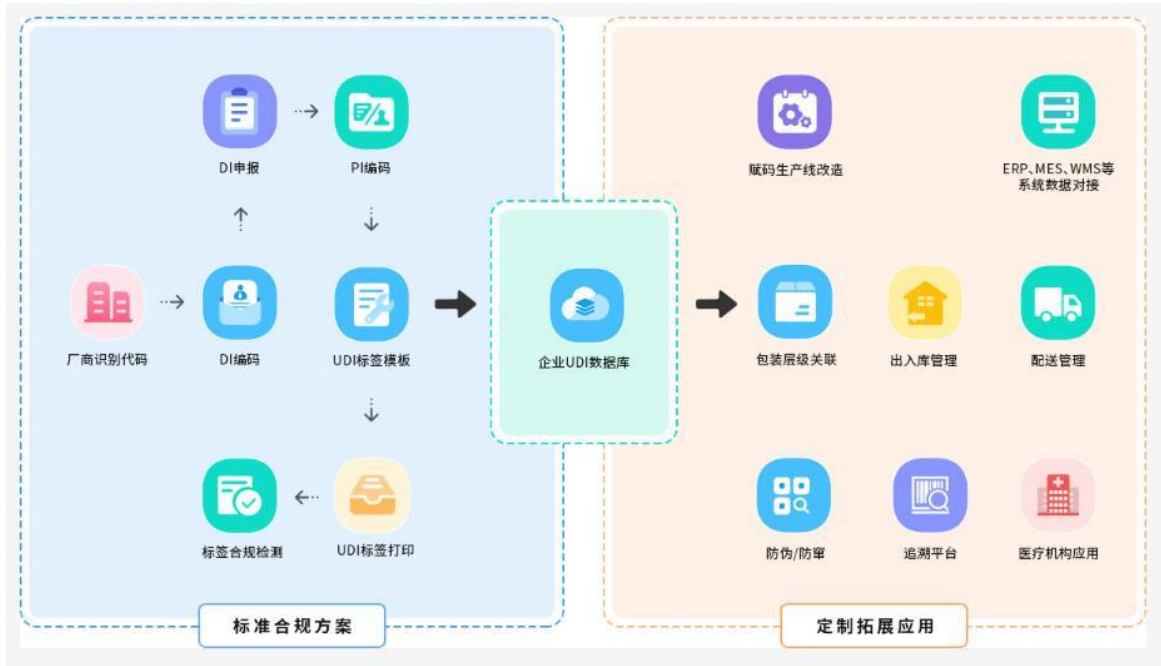 DI申报
PI编码
赋码生产线改造
ERP、MES、WMS等
系统数据对接
厂商识别代码
DI编码
UDI标签模板
企业UDI数据库
包装层级关联
出入库管理
配送管理
标签合规检测
UDI标签打印
防伪/防窜
追溯平台
医疗机构应用
标准合规方案
定制拓展应用